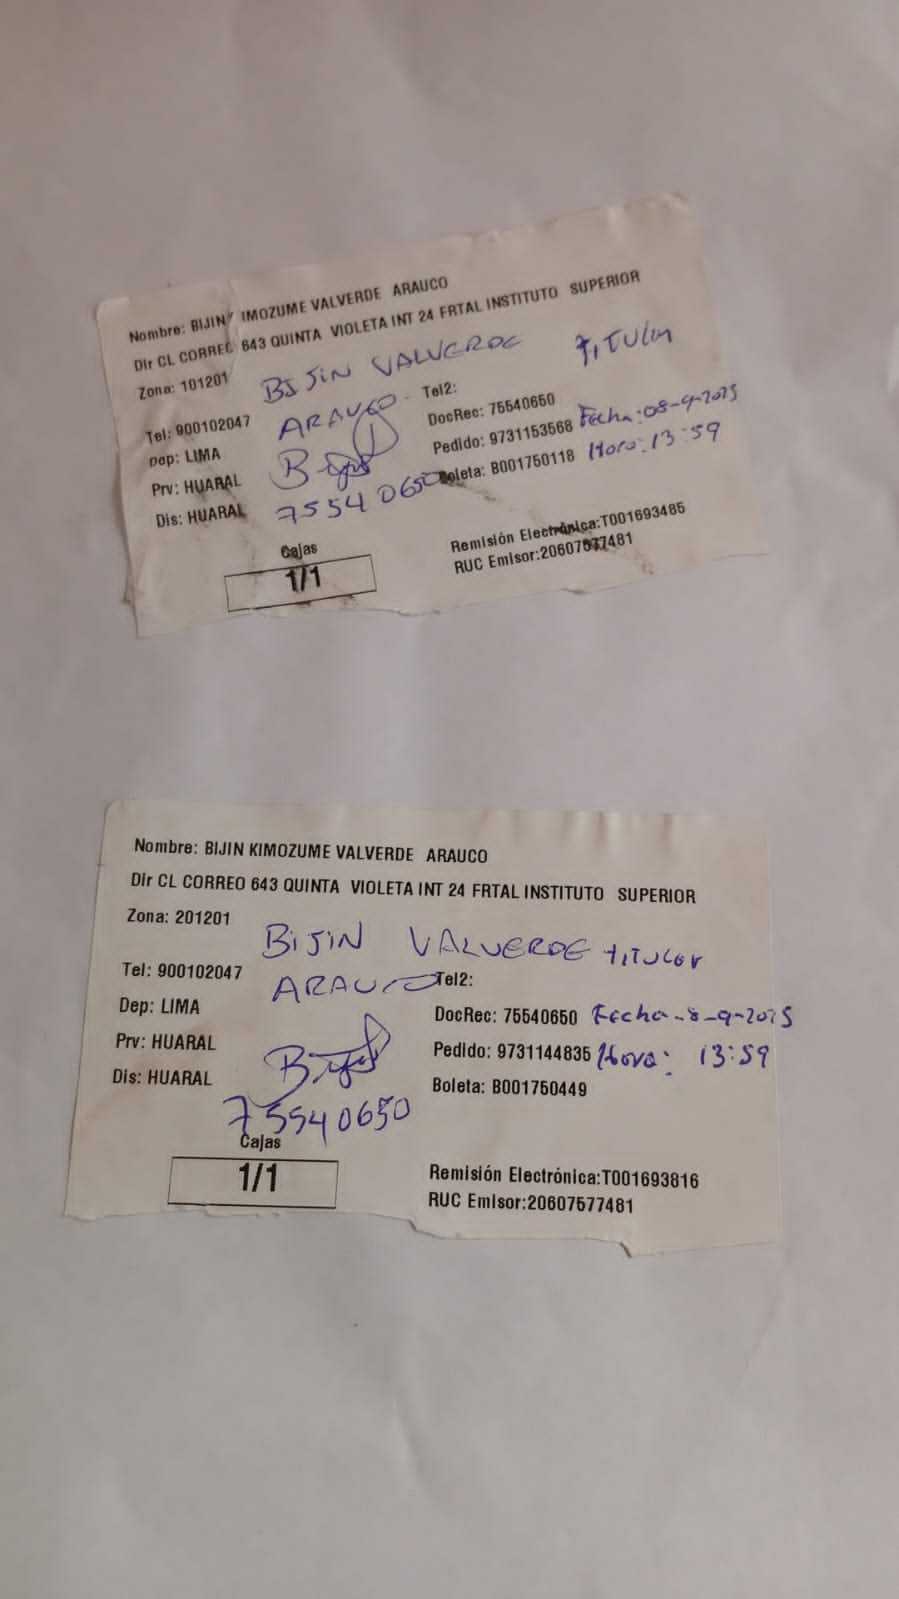 Nombre: BIJIN IMOZUME VALVERDE ARAUCO
Dir CL CORREO 643 QUINTA VIOLETA INT 24 FRTAL INSTITUTO SUPERIOR
Zona: 101201
BIJIN VALVERDE TITULAR
Tel: 900102047 ARAUCO Tel2:
Dep: LIMA DocRec: 75540650
Prv: HUARAL Pedido: 9731153568 Fecha: 08-9-2025
Dis: HUARAL 75540650 Boleta: B001750118 Hora: 13:59
Cajas
1/1
Remisión Electrónica:T001693485
RUC Emisor:20607577481
Nombre: BIJIN KIMOZUME VALVERDE ARAUCO
Dir CL CORREO 643 QUINTA VIOLETA INT 24 FRTAL INSTITUTO SUPERIOR
Zona: 201201
BIJIN VALVERDE TITULAR
Tel: 900102047 ARAUCO Tel2:
Dep: LIMA DocRec: 75540650 Fecha-8-9-2025
Prv: HUARAL Pedido: 9731144835 Hora: 13:59
Dis: HUARAL Boleta: B001750449
75540650
Cajas
1/1
Remisión Electrónica:T001693816
RUC Emisor:20607577481